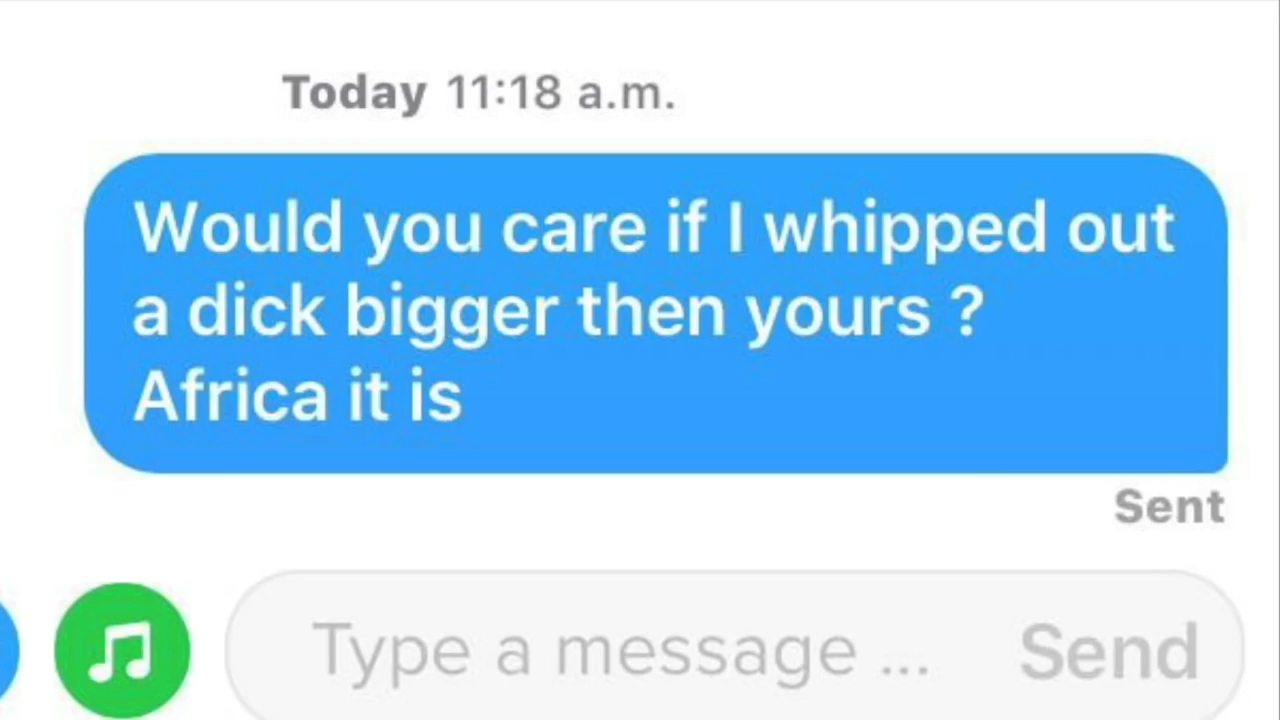 Today 11:18 a.m.
Would you care if I whipped out
a dick bigger then yours ?
Africa it is
Sent
Type a message ... Send